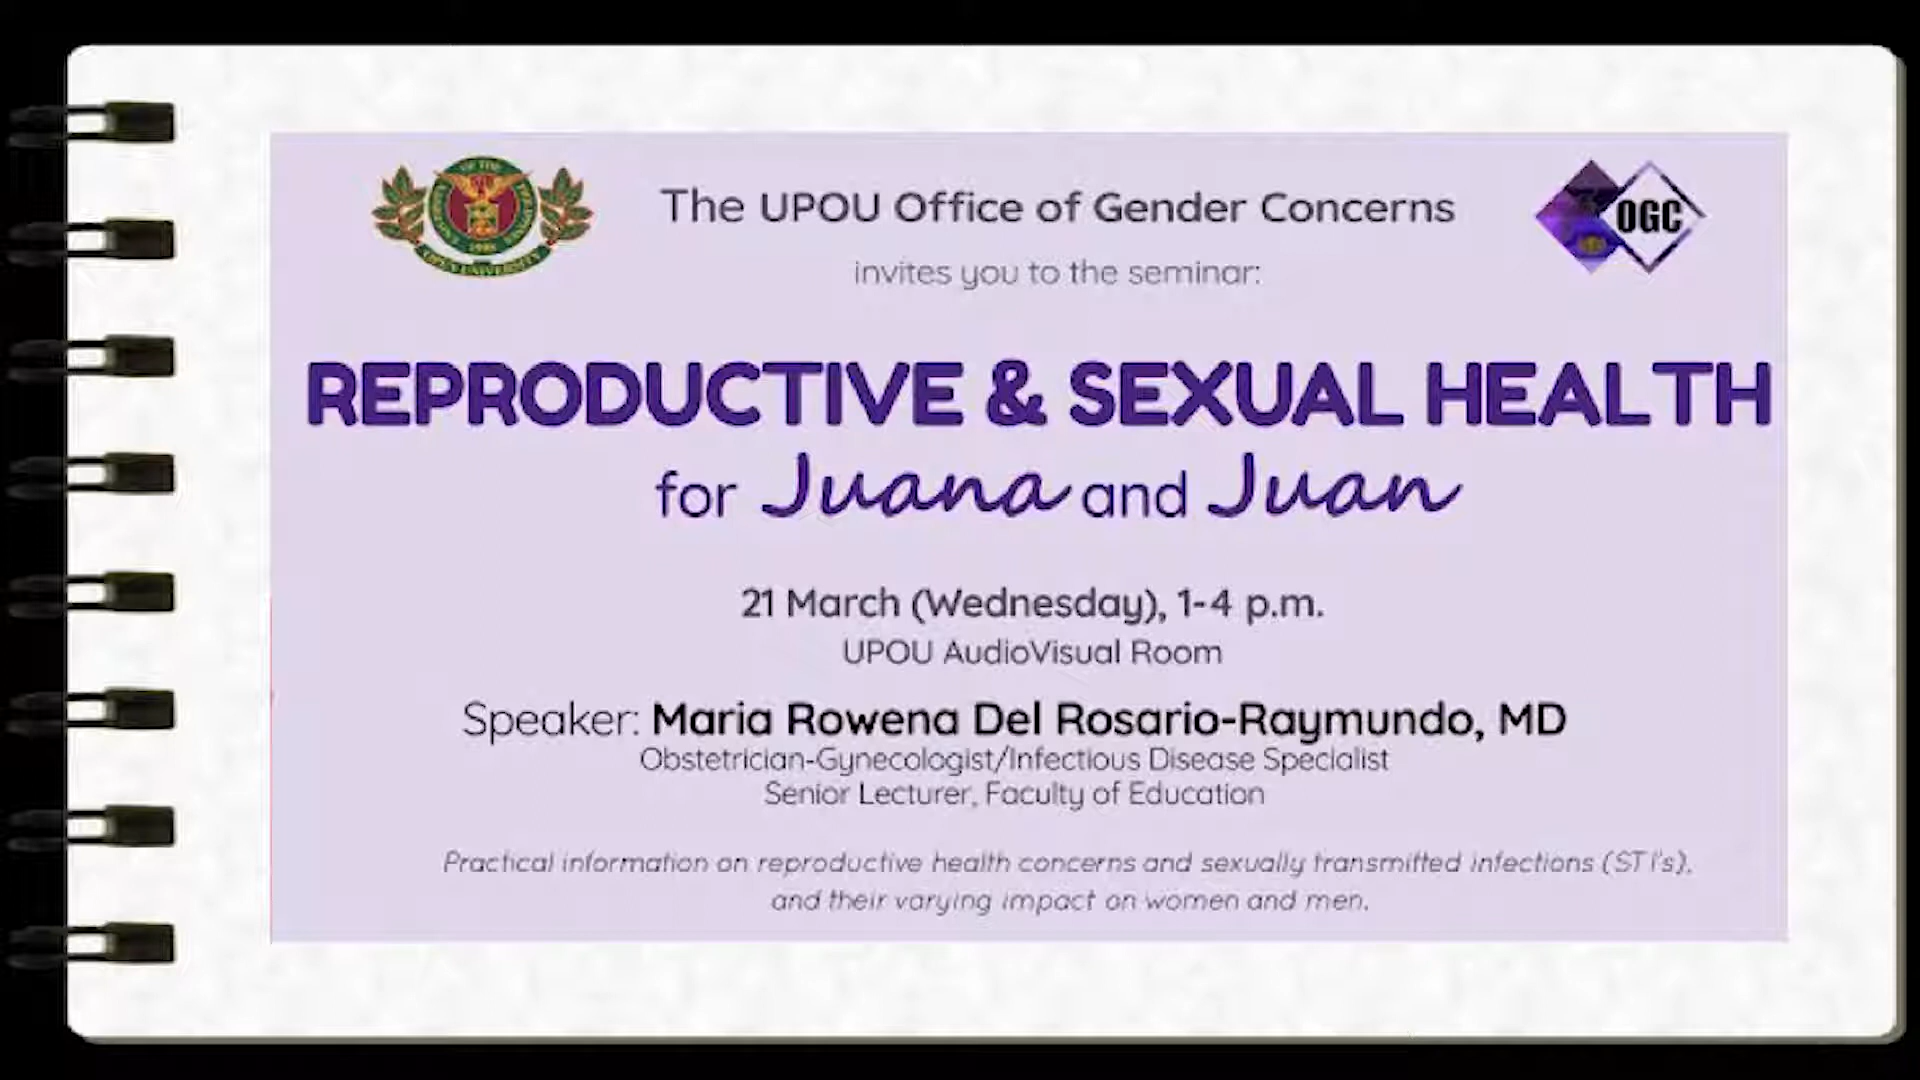 The UPOU Office of Gender Concerns
OGC
invites you to the seminar:
REPRODUCTIVE & SEXUAL HEALTH
for Juana and Juan
21 March (Wednesday), 1-4 p.m.
UPOU AudioVisual Room
Speaker: Maria Rowena Del Rosario-Raymundo, MD
Obstetrician-Gynecologist/Infectious Disease Specialist
Senior Lecturer, Faculty of Education
Practical information on reproductive health concerns and sexually transmitted infections (STI's),
and their varying impact on women and men.
OPEN UNIVERSITY